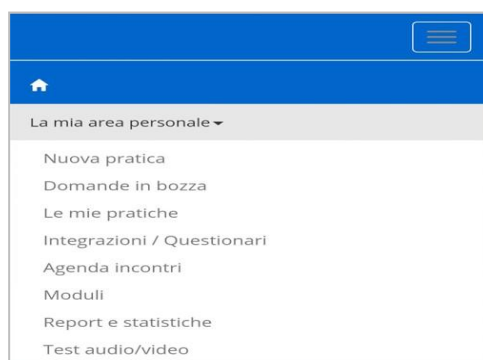 La mia area personale
Nuova pratica
Domande in bozza
Le mie pratiche
Integrazioni / Questionari
Agenda incontri
Moduli
Report e statistiche
Test audio/video